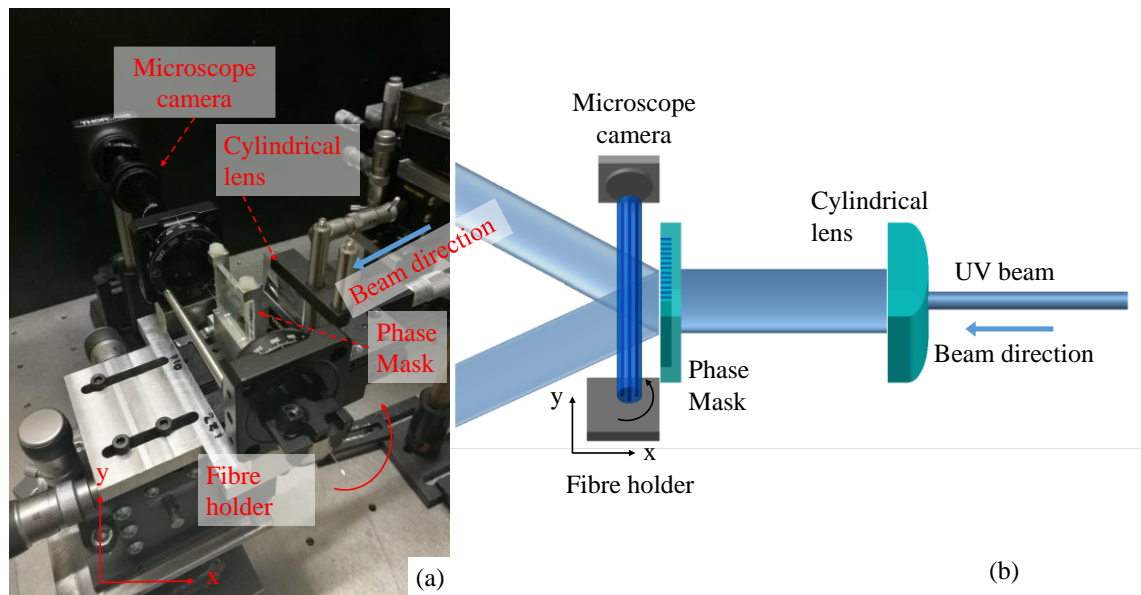 Microscope
camera
Cylindrical
lens
Beam direction
Phase
Mask
Fibre
holder
y
x
(a)
Microscope
camera
Cylindrical
lens
UV beam
Beam direction
Phase
Mask
y
x
Fibre holder
(b)